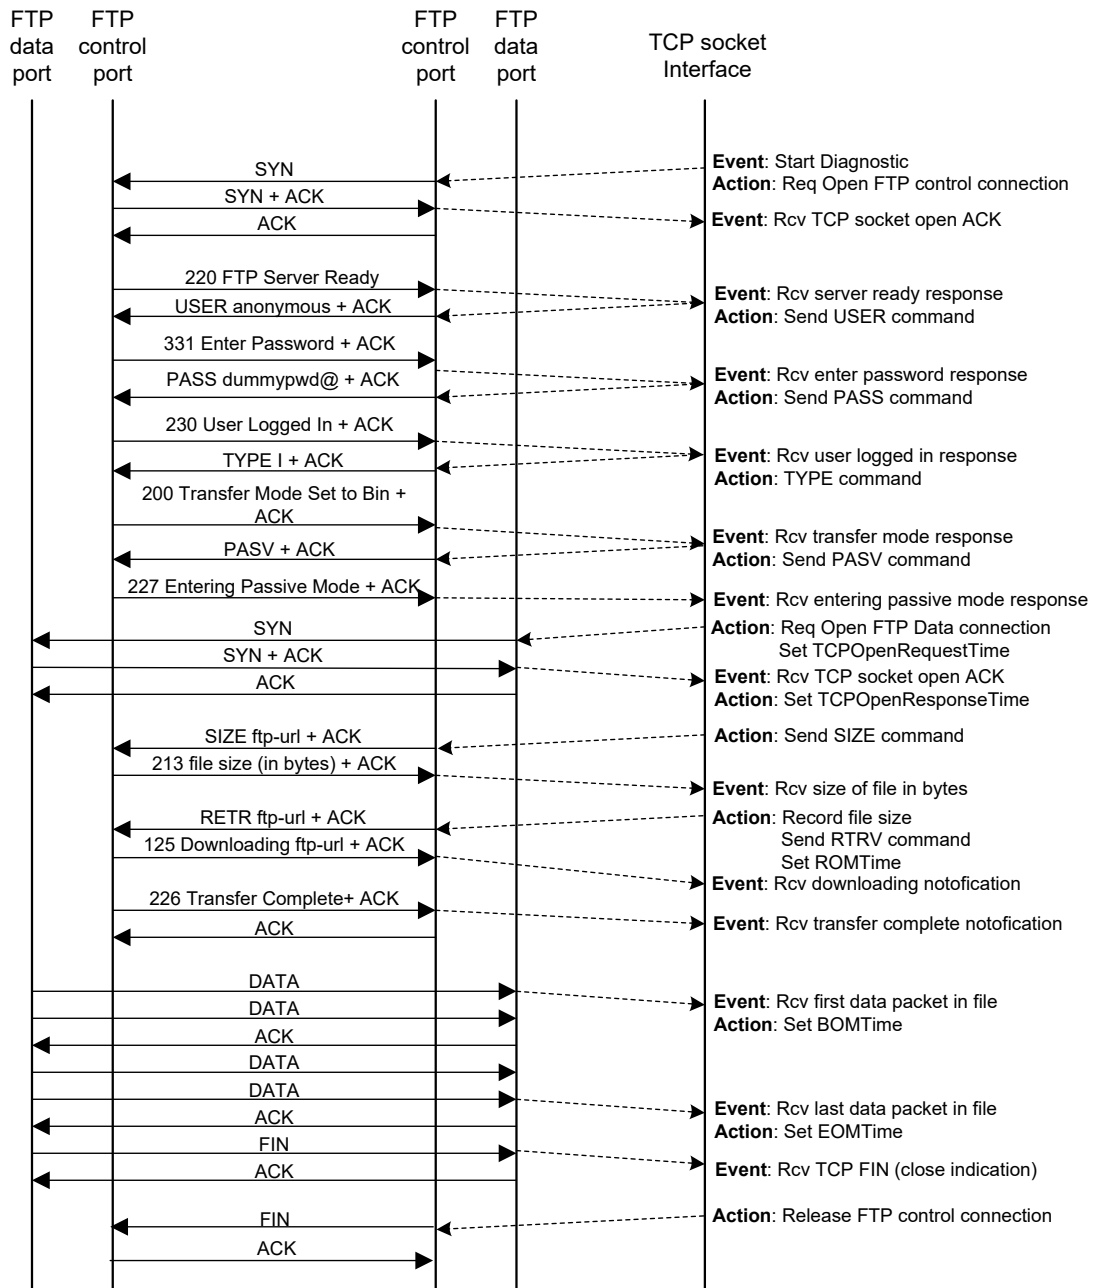 FTP data port
FTP control port
FTP control port
FTP data port
TCP socket Interface
SYN
Event: Start Diagnostic
Action: Req Open FTP control connection
SYN + ACK
Event: Rcv TCP socket open ACK
ACK
220 FTP Server Ready
Event: Rcv server ready response
USER anonymous + ACK
Action: Send USER command
331 Enter Password + ACK
Event: Rcv enter password response
PASS dummypwd@ + ACK
Action: Send PASS command
230 User Logged In + ACK
Event: Rcv user logged in response
TYPE I + ACK
Action: TYPE command
200 Transfer Mode Set to Bin +
ACK
Event: Rcv transfer mode response
PASV + ACK
Action: Send PASV command
227 Entering Passive Mode + ACK
Event: Rcv entering passive mode response
SYN
Action: Req Open FTP Data connection
Set TCPOpenRequestTime
SYN + ACK
Event: Rcv TCP socket open ACK
ACK
Action: Set TCPOpenResponseTime
SIZE ftp-url + ACK
Action: Send SIZE command
213 file size (in bytes) + ACK
Event: Rcv size of file in bytes
RETR ftp-url + ACK
Action: Record file size
Send RTRV command
125 Downloading ftp-url + ACK
Set ROMTime
Event: Rcv downloading notofication
226 Transfer Complete+ ACK
Event: Rcv transfer complete notofication
ACK
DATA
Event: Rcv first data packet in file
DATA
Action: Set BOMTime
ACK
DATA
DATA
Event: Rcv last data packet in file
ACK
Action: Set EOMTime
FIN
Event: Rcv TCP FIN (close indication)
ACK
FIN
Action: Release FTP control connection
ACK